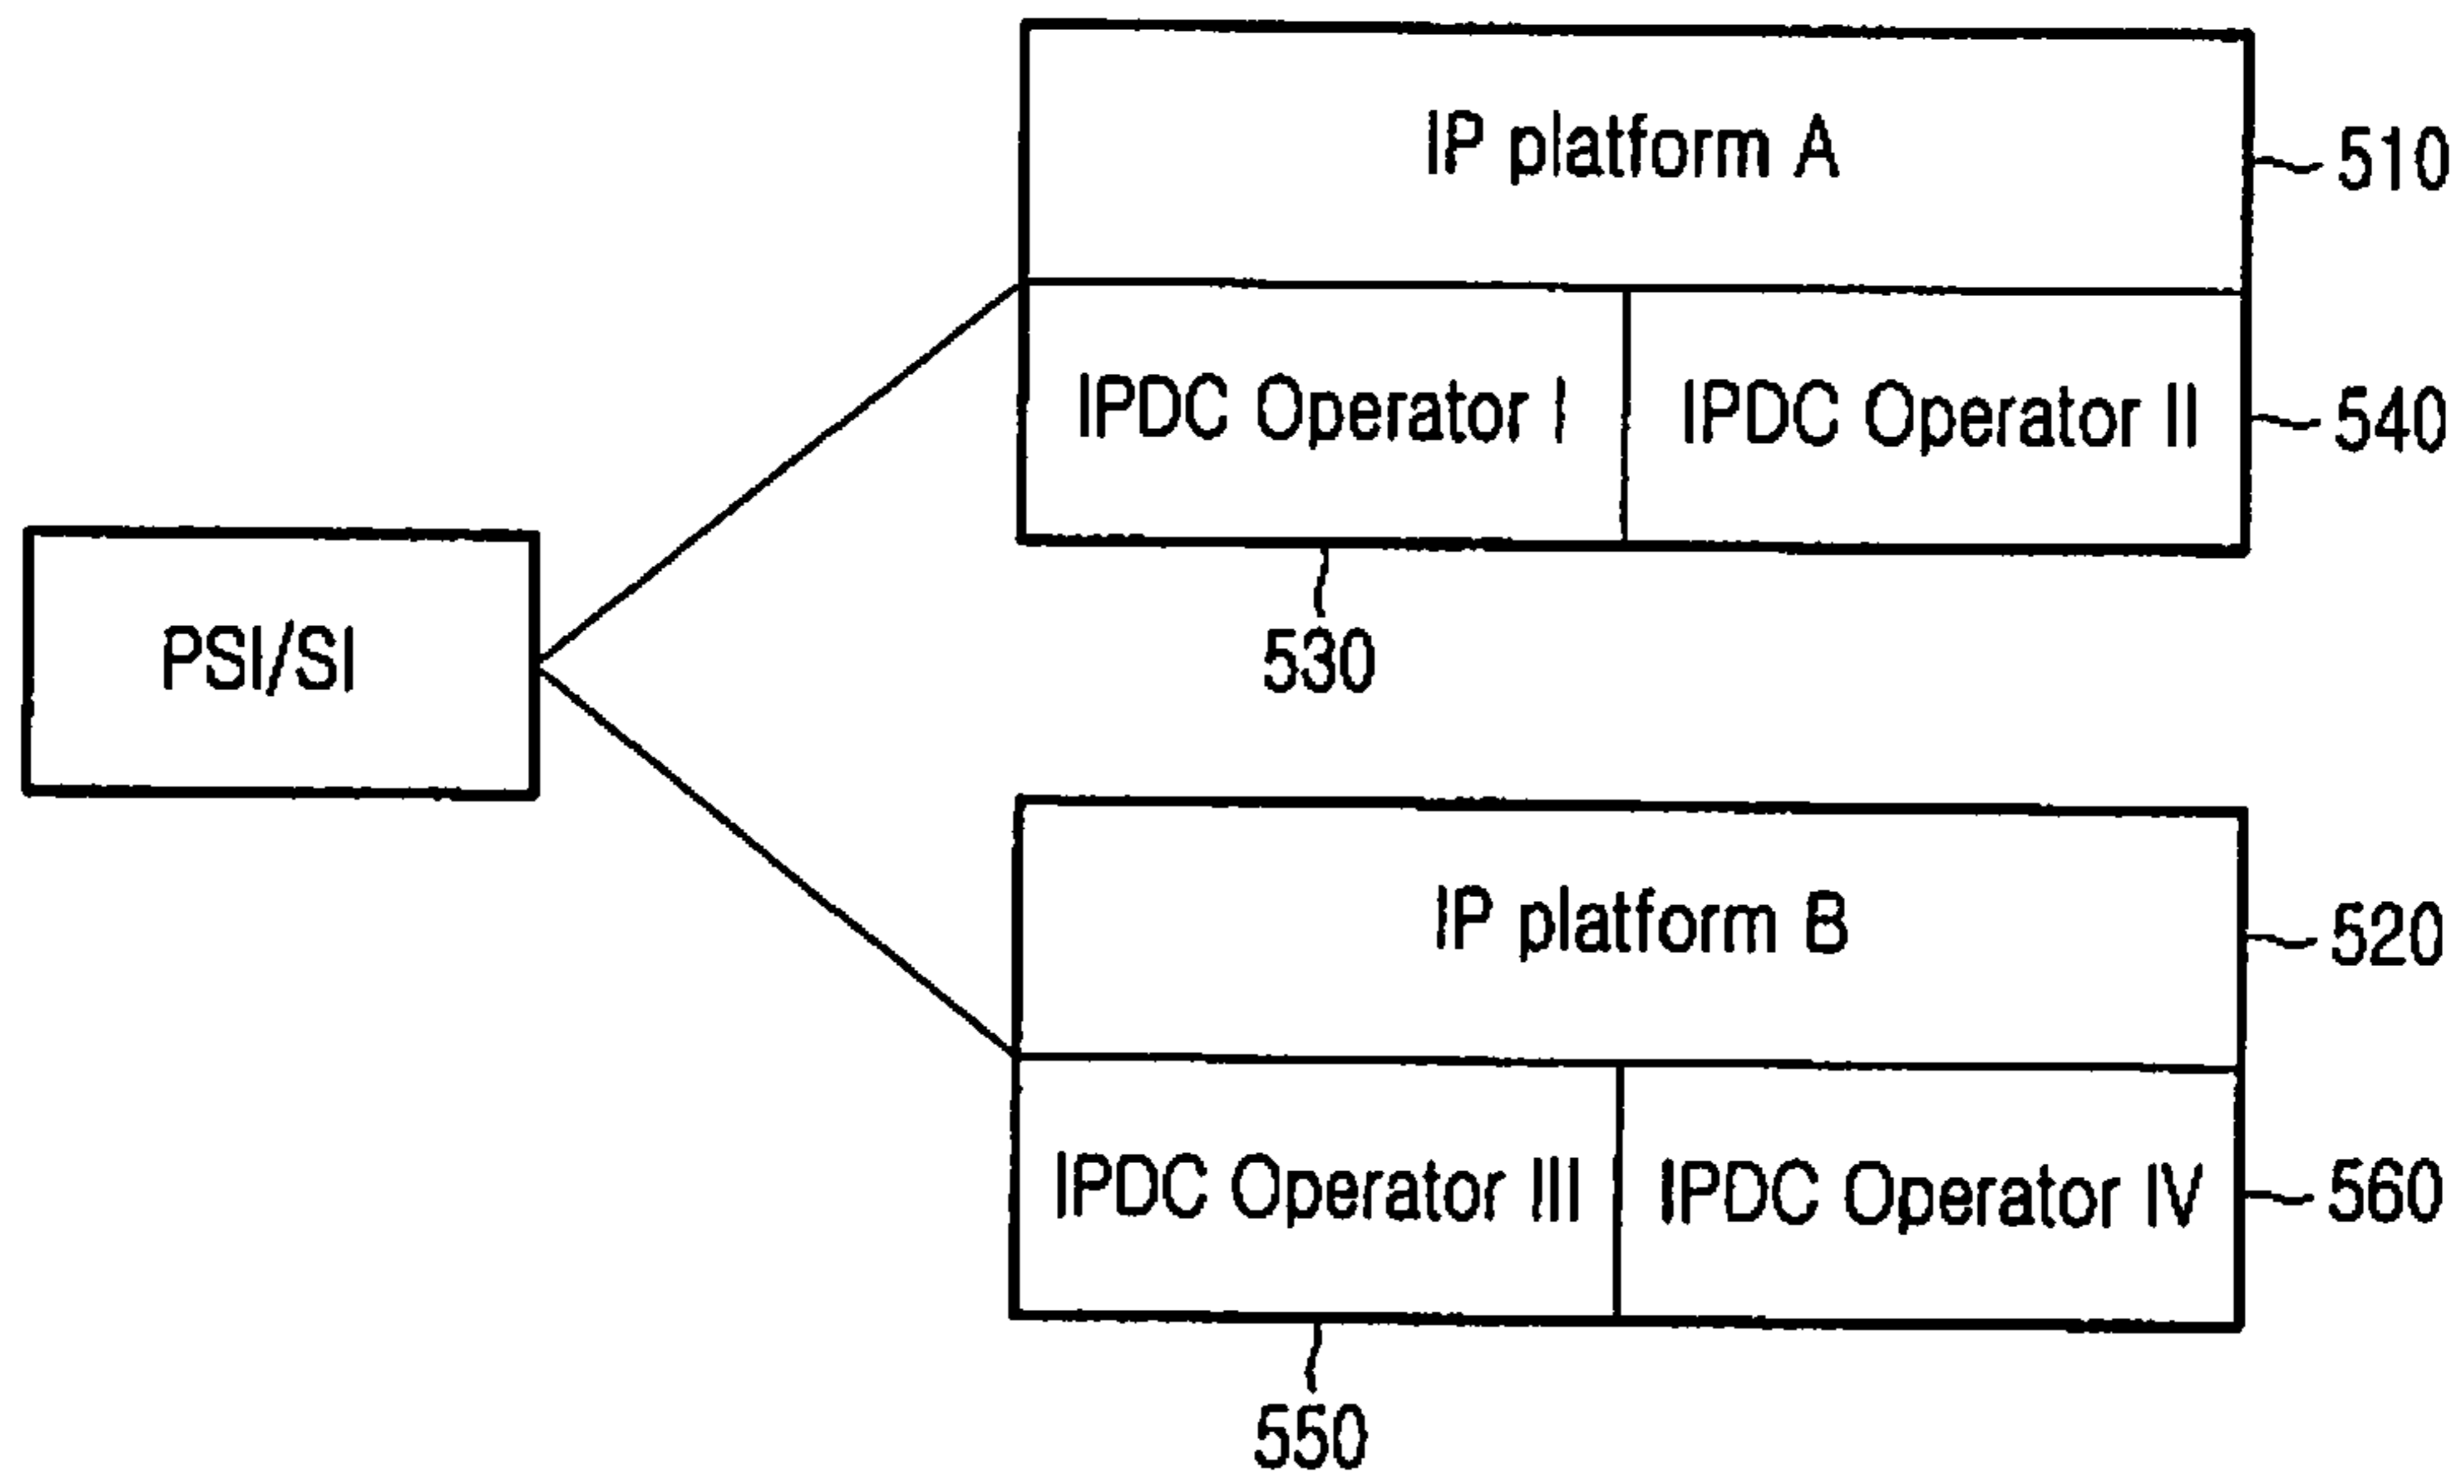 IP platform A
510
IPDC Operator I
IPDC Operator II
540
530
PSI/SI
IP platform B
520
IPDC Operator III
IPDC Operator IV
560
550